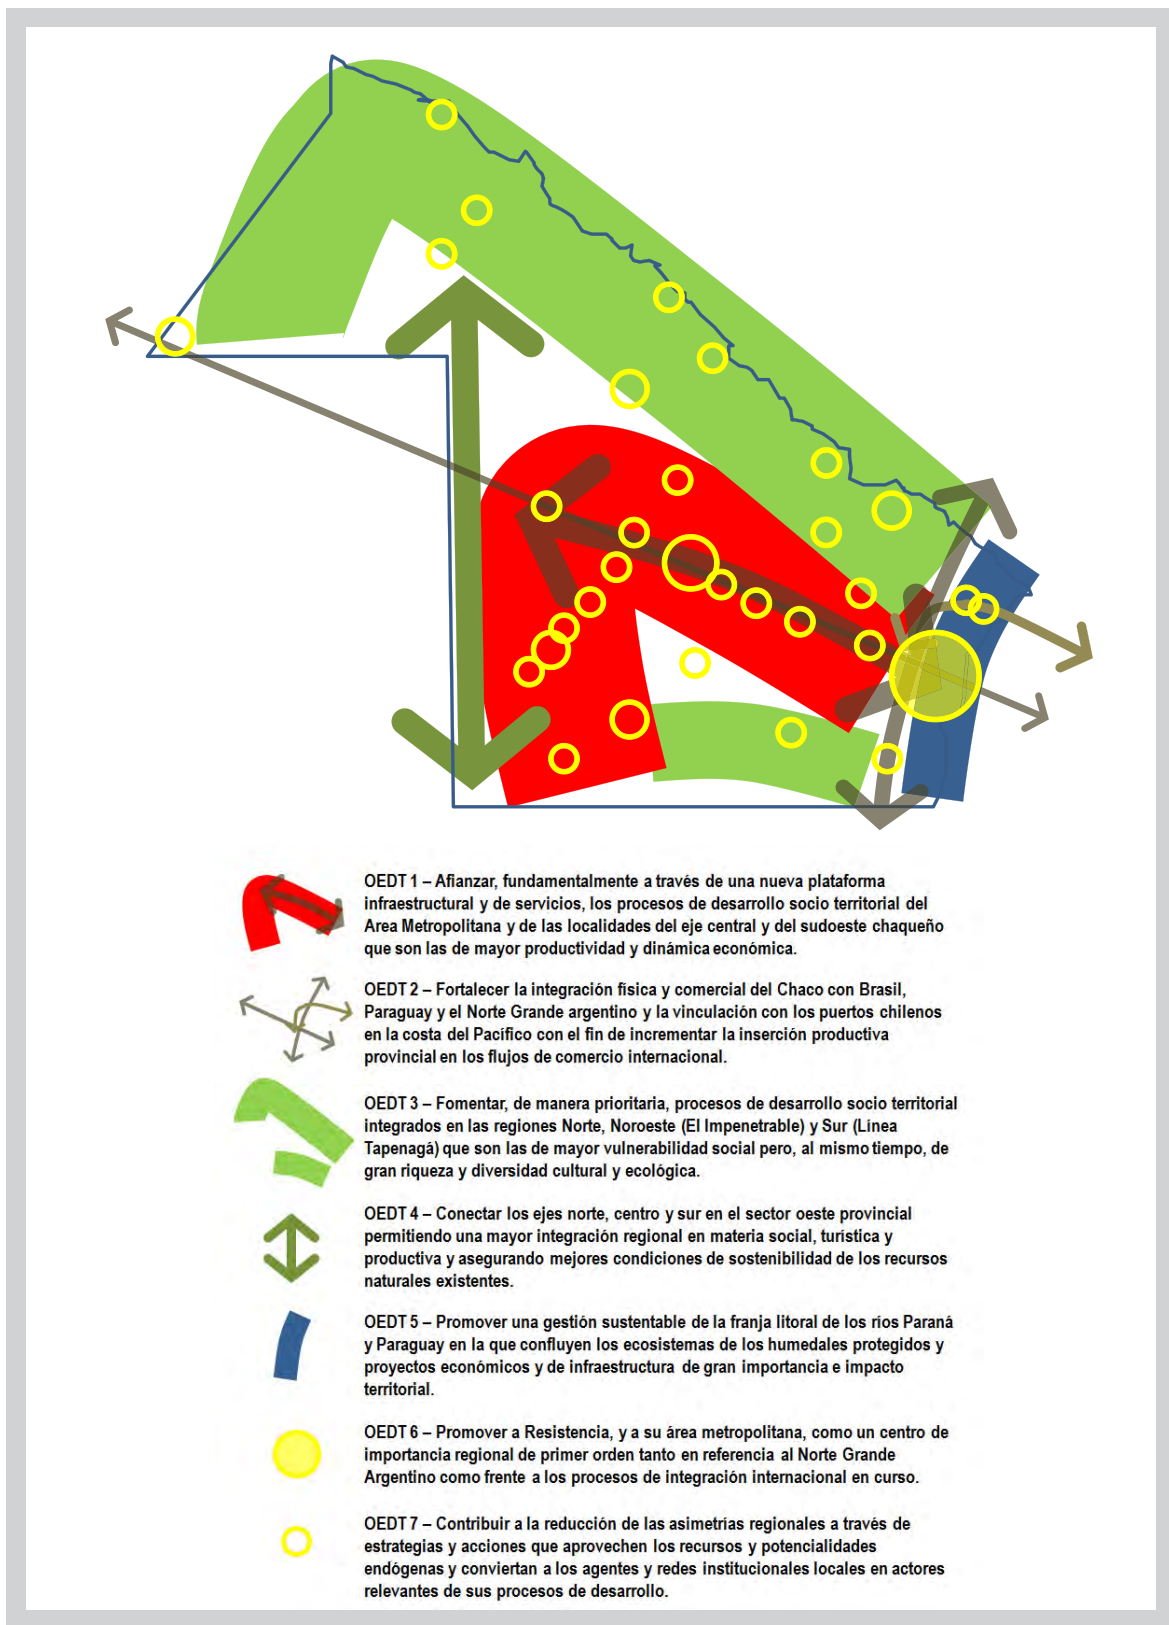 OEDT 1 – Afianzar, fundamentalmente a través de una nueva plataforma
infraestructural y de servicios, los procesos de desarrollo socio territorial del
Area Metropolitana y de las localidades del eje central y del sudoeste chaqueño
que son las de mayor productividad y dinámica económica.
OEDT 2 – Fortalecer la integración física y comercial del Chaco con Brasil,
Paraguay y el Norte Grande argentino y la vinculación con los puertos chilenos
en la costa del Pacífico con el fin de incrementar la inserción productiva
provincial en los flujos de comercio internacional.
OEDT 3 – Fomentar, de manera prioritaria, procesos de desarrollo socio territorial
integrados en las regiones Norte, Noroeste (El Impenetrable) y Sur (Línea
Tapenagá) que son las de mayor vulnerabilidad social pero, al mismo tiempo, de
gran riqueza y diversidad cultural y ecológica.
OEDT 4 – Conectar los ejes norte, centro y sur en el sector oeste provincial
permitiendo una mayor integración regional en materia social, turística y
productiva y asegurando mejores condiciones de sostenibilidad de los recursos
naturales existentes.
OEDT 5 – Promover una gestión sustentable de la franja litoral de los ríos Paraná
y Paraguay en la que confluyen los ecosistemas de los humedales protegidos y
proyectos económicos y de infraestructura de gran importancia e impacto
territorial.
OEDT 6 – Promover a Resistencia, y a su área metropolitana, como un centro de
importancia regional de primer orden tanto en referencia al Norte Grande
Argentino como frente a los procesos de integración internacional en curso.
OEDT 7 – Contribuir a la reducción de las asimetrías regionales a través de
estrategias y acciones que aprovechen los recursos y potencialidades
endógenas y conviertan a los agentes y redes institucionales locales en actores
relevantes de sus procesos de desarrollo.